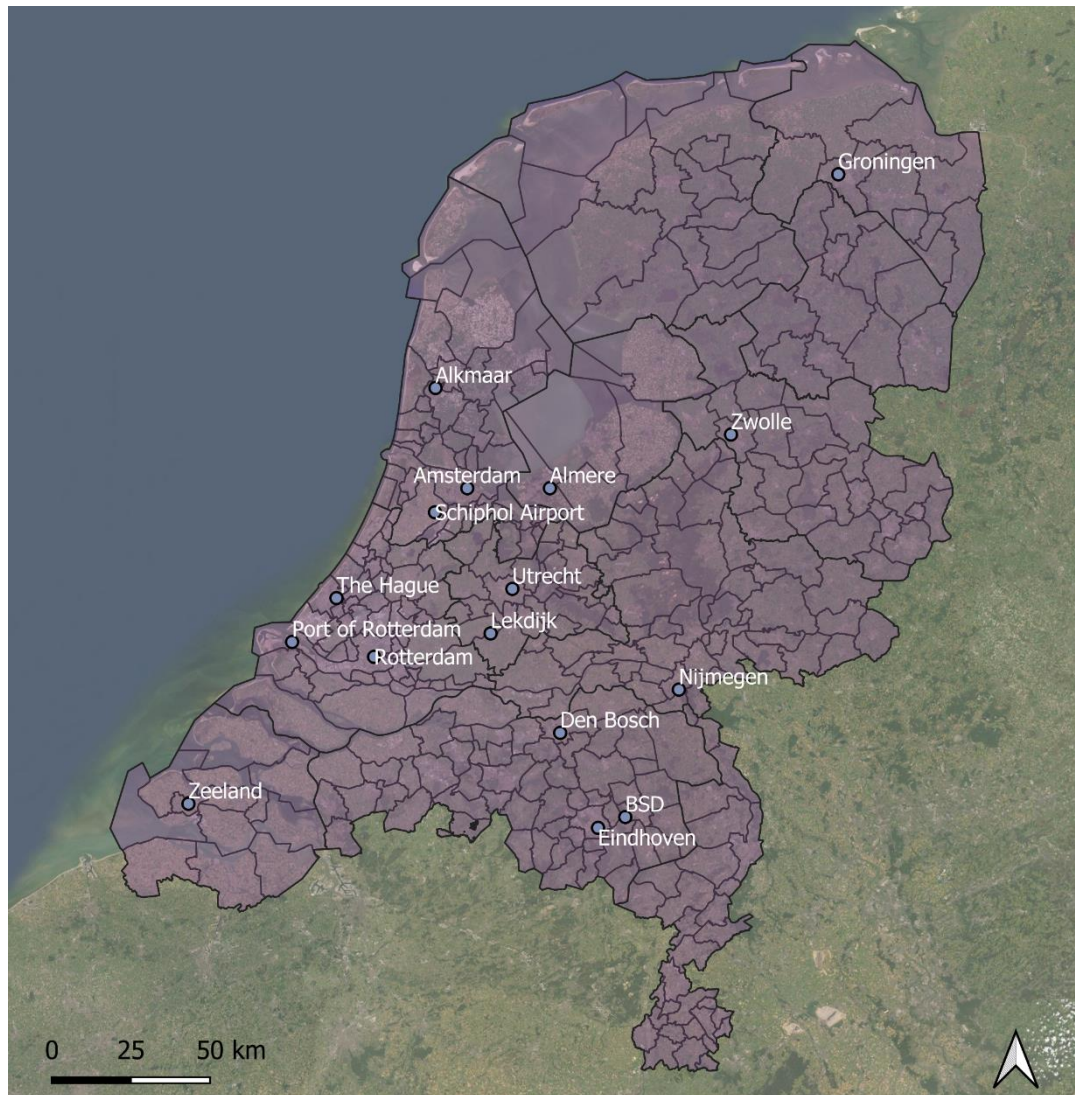 Groningen
Alkmaar
Zwolle
Amsterdam
Almere
Schiphol Airport
Utrecht
The Hague
Lekdijk
Port of Rotterdam
Rotterdam
Nijmegen
Den Bosch
Zeeland
BSD
Eindhoven
0 25 50 km